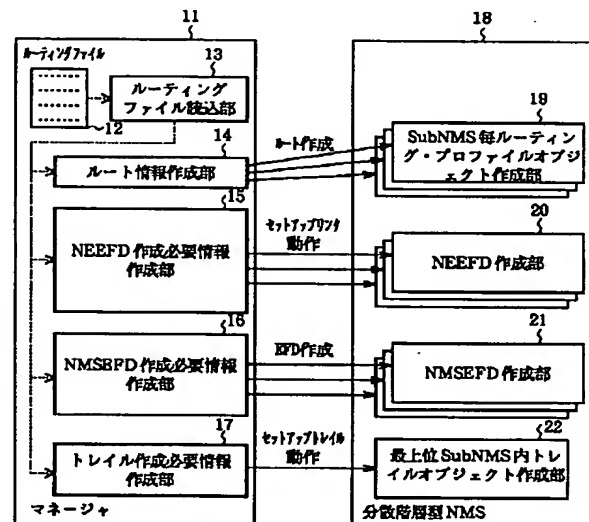 11
18
ルーティングファイル
12
13
ルーティング
ファイル読込部
14
ルート情報作成部
15
NEEFD作成必要情報
作成部
16
NMSEFD作成必要情報
作成部
17
トレイル作成必要情報
作成部
マネージャ
ルート作成
セットアップリンク
動作
EFD作成
セットアップトレイル
動作
19
SubNMS毎ルーティ
ング・プロファイルオブジ
ェクト作成部
20
NEEFD作成部
21
NMSEFD作成部
22
最上位SubNMS内トレ
イルオブジェクト作成部
分散階層型NMS